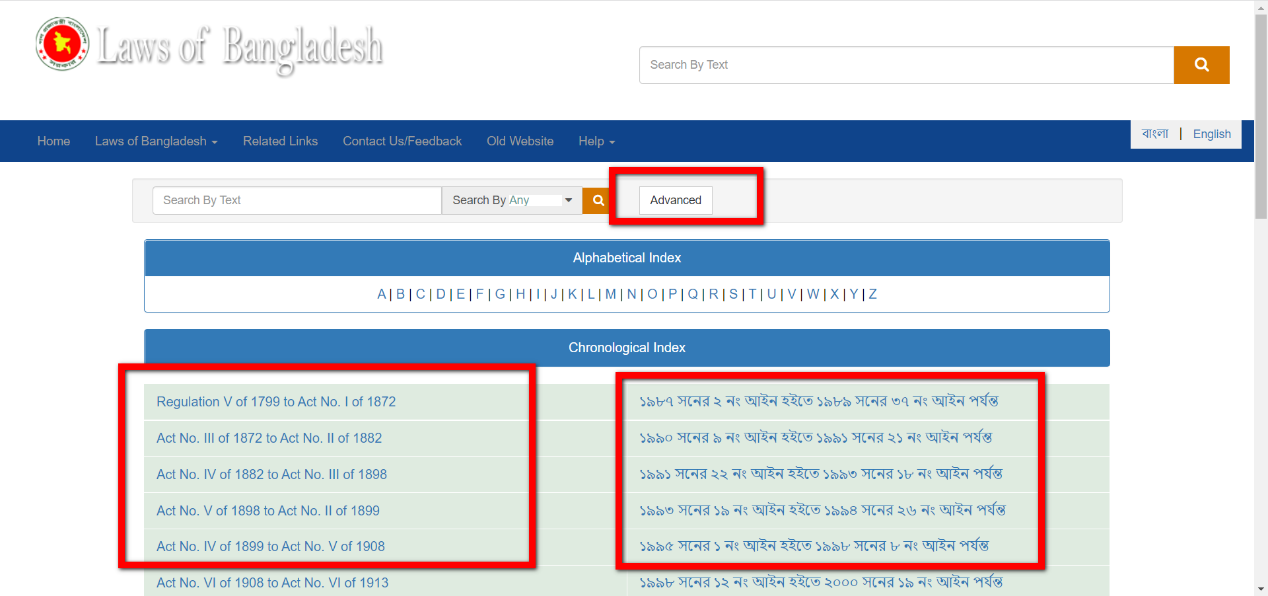 Laws of Bangladesh
Search By Text
Home Laws of Bangladesh Related Links Contact Us/Feedback Old Website Help
বাংলা | English
Search By Text Search By Any Advanced
Alphabetical Index
A | B | C | D | E | F | G | H | I | J | K | L | M | N | O | P | Q | R | S | T | U | V | W | X | Y | Z
Chronological Index
Regulation V of 1799 to Act No. I of 1872
১৯৮৭ সনের ২ নং আইন হইতে ১৯৮৯ সনের ৩৭ নং আইন পর্যন্ত
Act No. III of 1872 to Act No. II of 1882
১৯৯০ সনের ৯ নং আইন হইতে ১৯৯১ সনের ২১ নং আইন পর্যন্ত
Act No. IV of 1882 to Act No. III of 1898
১৯৯১ সনের ২২ নং আইন হইতে ১৯৯৩ সনের ১৮ নং আইন পর্যন্ত
Act No. V of 1898 to Act No. II of 1899
১৯৯৩ সনের ১৯ নং আইন হইতে ১৯৯৪ সনের ২৬ নং আইন পর্যন্ত
Act No. IV of 1899 to Act No. V of 1908
১৯৯৫ সনের ১ নং আইন হইতে ১৯৯৮ সনের ৮ নং আইন পর্যন্ত
Act No. VI of 1908 to Act No. VI of 1913
১৯৯৮ সনের ১২ নং আইন হইতে ২০০০ সনের ১৯ নং আইন পর্যন্ত